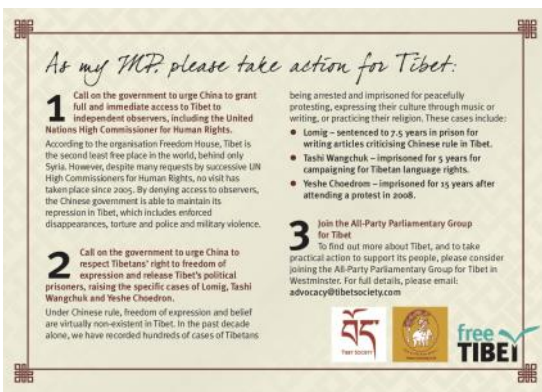 As my MP, please take action for Tibet:
1
Call on the government to urge China to grant
full and immediate access to Tibet to
independent observers, including the United
Nations High Commissioner for Human Rights.
According to the organisation Freedom House, Tibet is
the second least free place in the world, behind only
Syria. However, despite many requests by successive UN
High Commissioners for Human Rights, no visit has
taken place since 2005. By denying access to observers,
the Chinese government is able to maintain its
repression in Tibet, which includes enforced
disappearances, torture and police and military violence.
2
Call on the government to urge China to
respect Tibetans' right to freedom of
expression and release Tibet's political
prisoners, raising the specific cases of Lomig, Tashi
Wangchuk and Yeshe Choedron.
Under Chinese rule, freedom of expression and belief
are virtually non-existent in Tibet. In the past decade
alone, we have recorded hundreds of cases of Tibetans
being arrested and imprisoned for peacefully
protesting, expressing their culture through music or
writing, or practicing their religion. These cases include:
● Lomig – sentenced to 7.5 years in prison for
writing articles criticising Chinese rule in Tibet.
● Tashi Wangchuk – imprisoned for 5 years for
campaigning for Tibetan language rights.
● Yeshe Choedrom – imprisoned for 15 years after
attending a protest in 2008.
3
Join the All-Party Parliamentary Group
for Tibet
To find out more about Tibet, and to take
practical action to support its people, please consider
joining the All-Party Parliamentary Group for Tibet in
Westminster. For full details, please email:
advocacy@tibetsociety.com
བོད
TIBET SOCIETY
free
TIBET